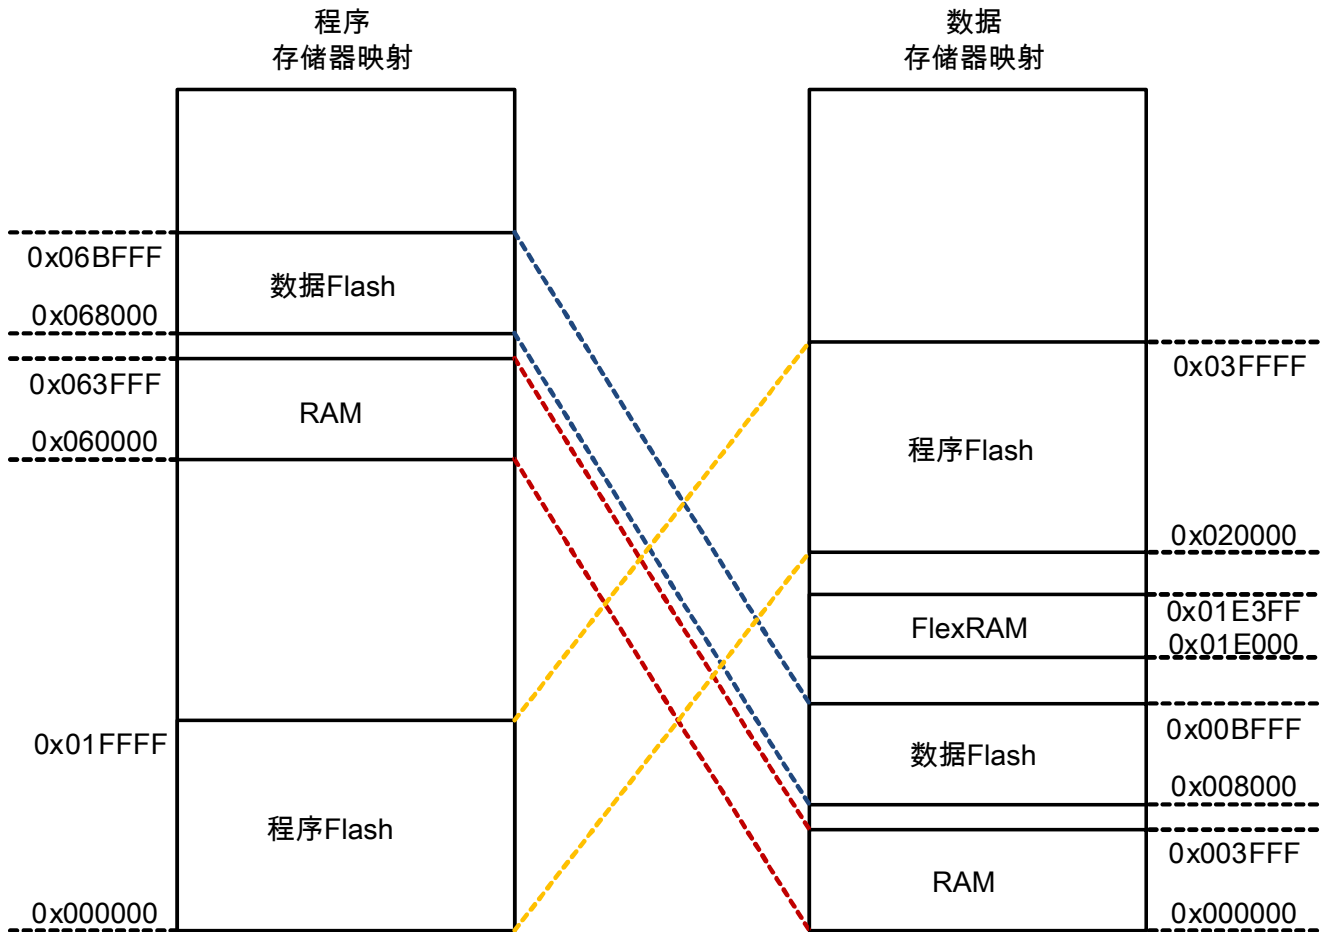 程序
存储器映射
0x06BFFF
数据Flash
0x068000
0x063FFF
RAM
0x060000
0x01FFFF
程序Flash
0x000000
数据
存储器映射
0x03FFFF
程序Flash
0x020000
0x01E3FF
FlexRAM
0x01E000
0x00BFFF
数据Flash
0x008000
0x003FFF
RAM
0x000000